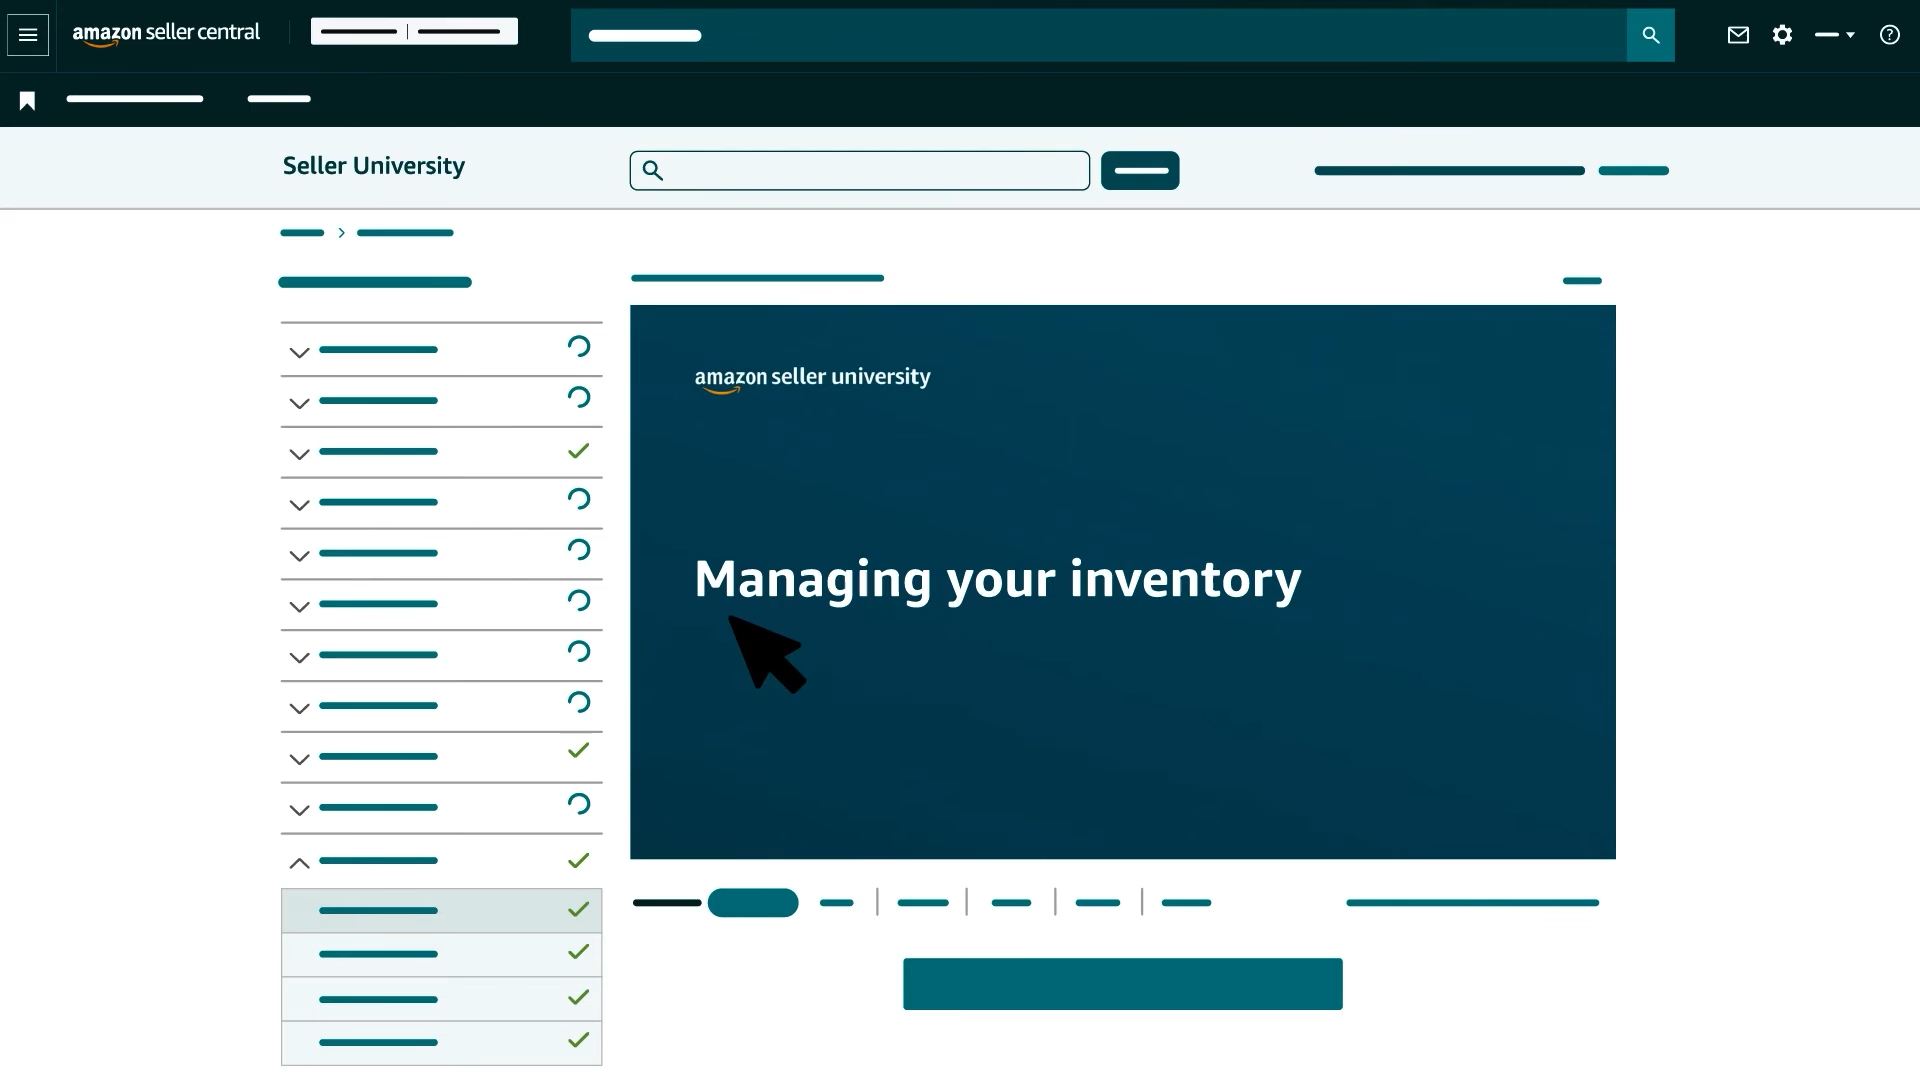 amazon seller central
Seller University
amazon seller university
Managing your inventory